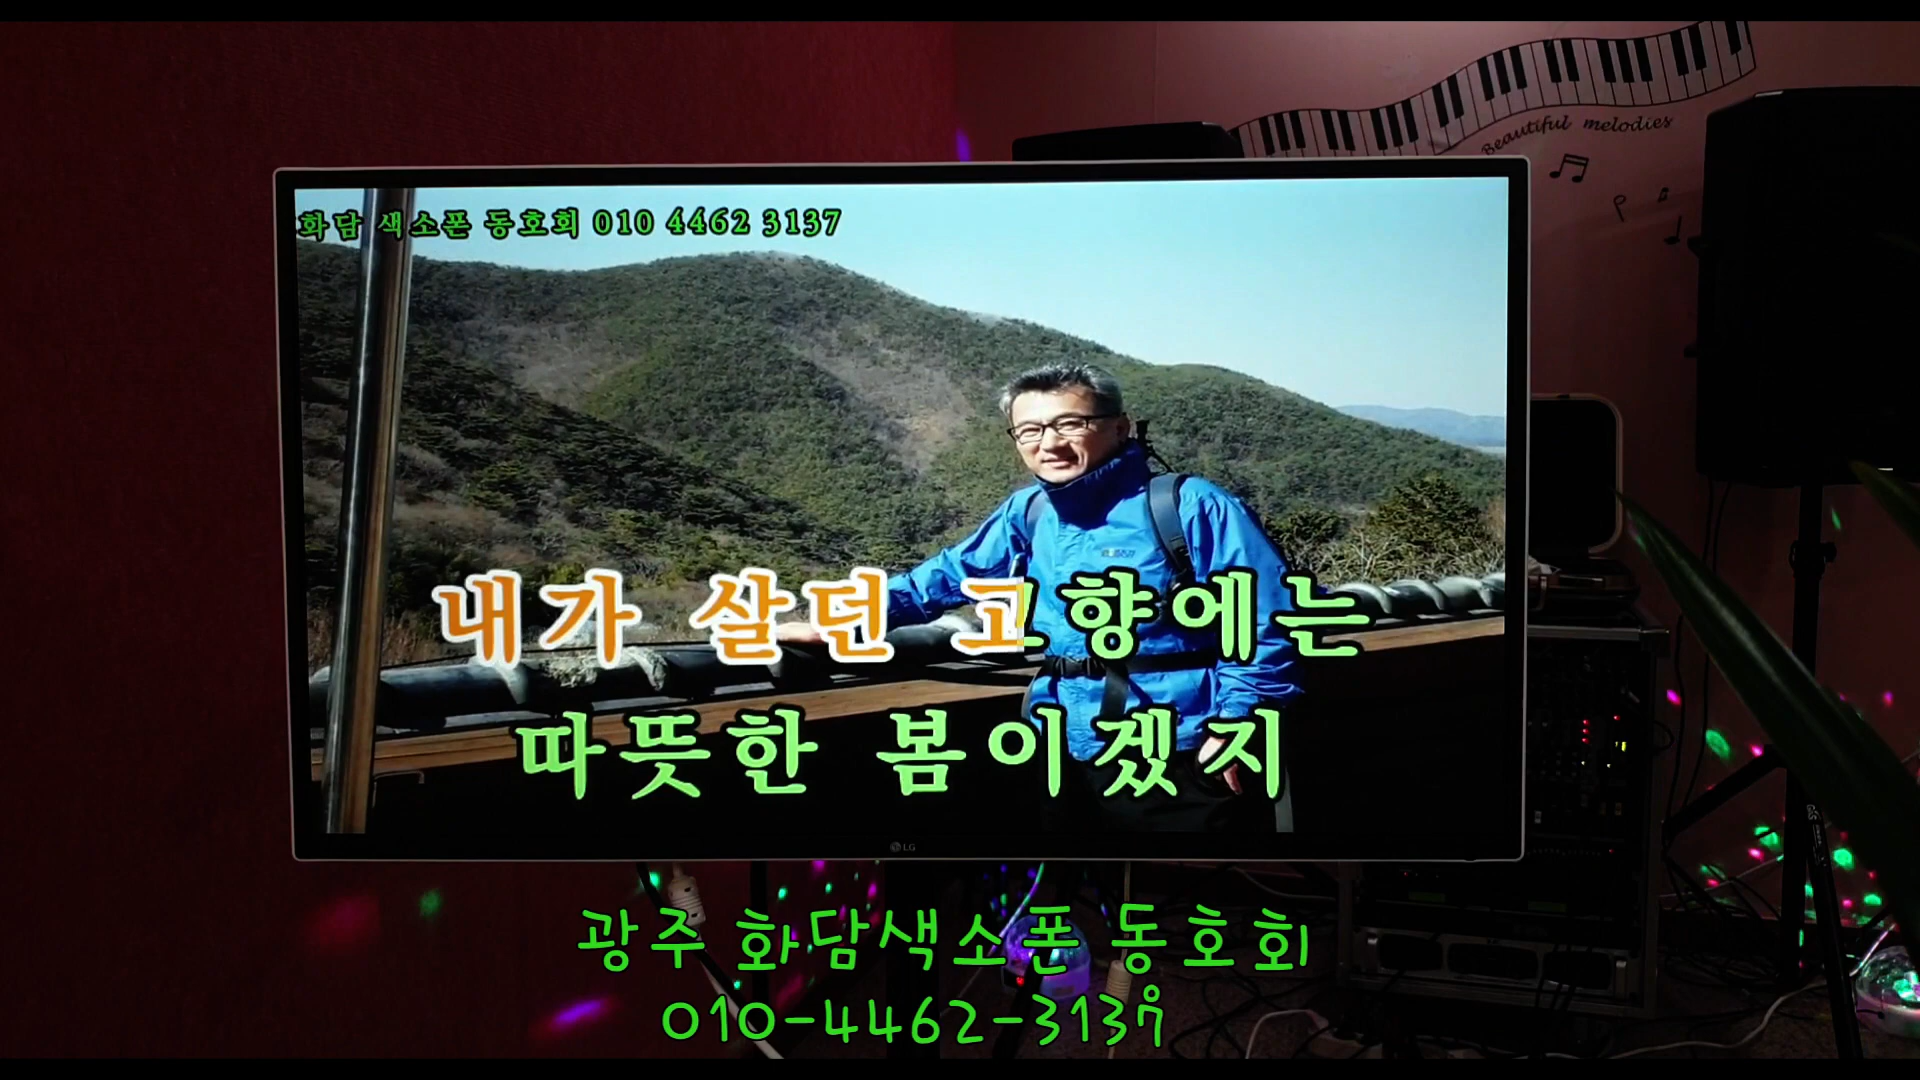 Beautiful melodies
화담 색소폰 동호회 010 4462 3137
내가 살던 고향에는
따뜻한 봄이겠지
LG
광주 화담색소폰 동호회
010-4462-3137